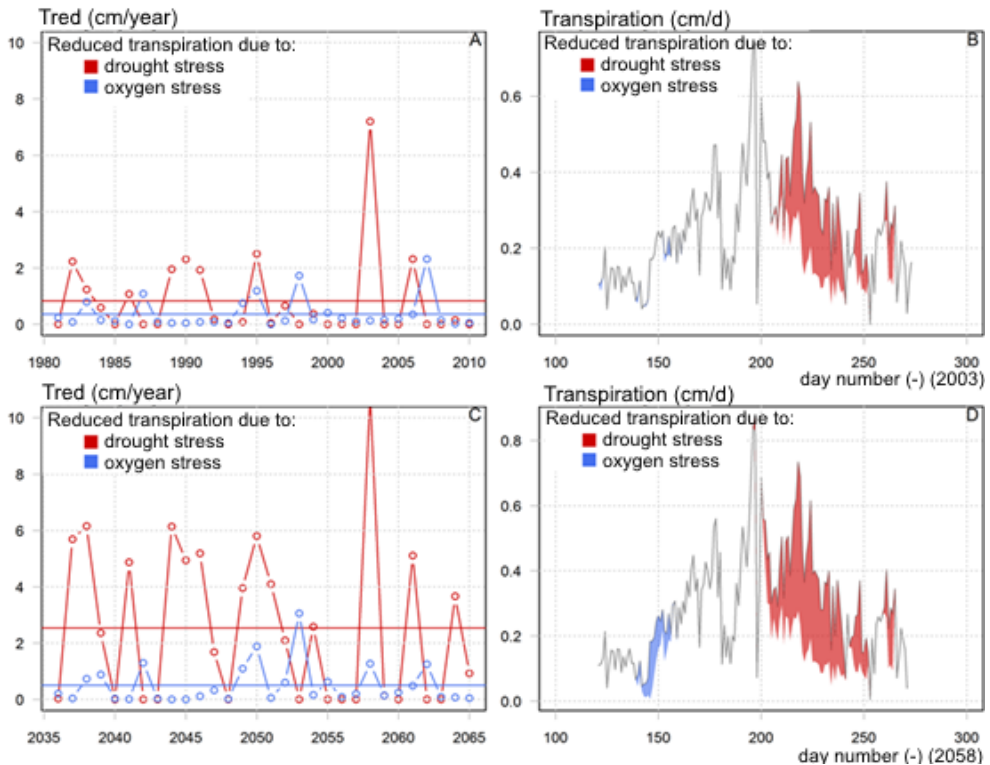 Tred (cm/year)
A
Reduced transpiration due to:
drought stress
oxygen stress
10
8
6
4
2
0
1980 1985 1990 1995 2000 2005 2010
Transpiration (cm/d)
B
Reduced transpiration due to:
drought stress
oxygen stress
0.6
0.4
0.2
0.0
100 150 200 250 300
day number (-) (2003)
Tred (cm/year)
C
Reduced transpiration due to:
drought stress
oxygen stress
10
8
6
4
2
0
2035 2040 2045 2050 2055 2060 2065
Transpiration (cm/d)
D
Reduced transpiration due to:
drought stress
oxygen stress
0.8
0.6
0.4
0.2
0.0
100 150 200 250 300
day number (-) (2058)